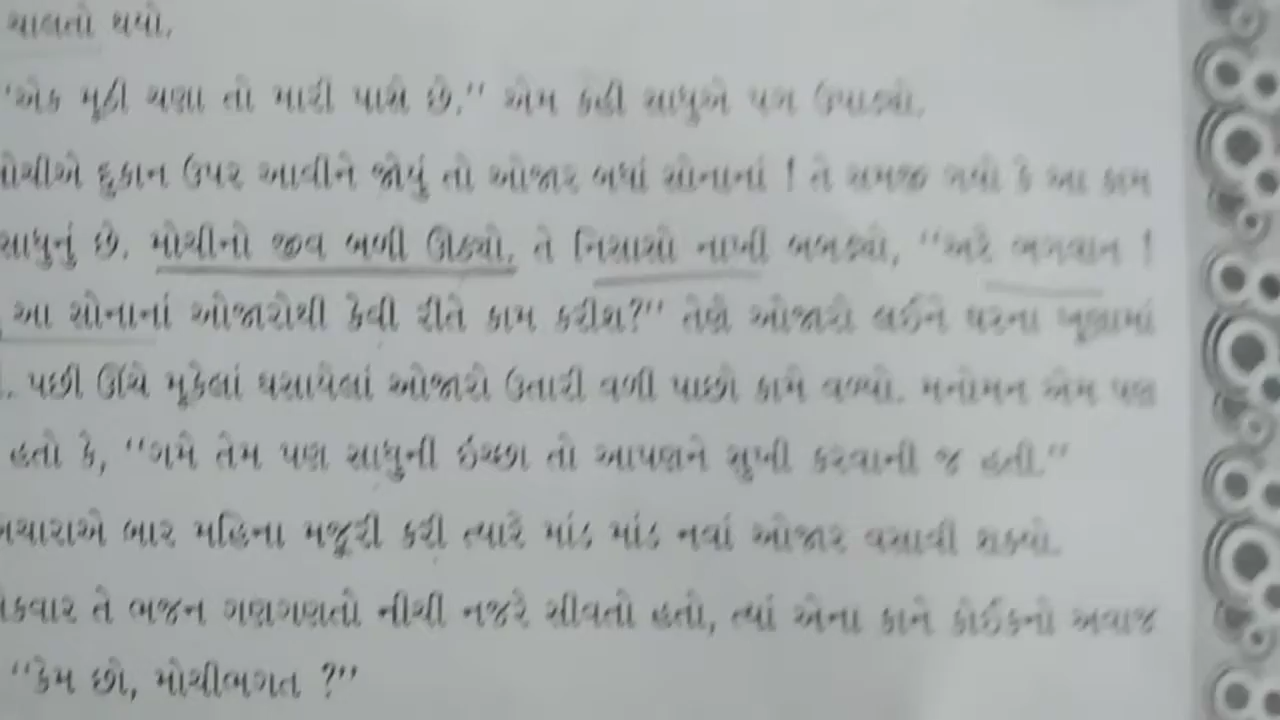 ચાલતો થયો.
"એક મૂઠી ચણા તો મારી પાસે છે." એમ કહી સાધુએ પગ ઉપાડ્યો.
મોચીએ દુકાન ઉપર આવીને જોયું તો ઓજાર બધાં સોનાનાં ! તે સમજી ગયો કે આ કામ
સાધુનું છે. મોચીનો જીવ બળી ઊઠ્યો. તે નિસાસો નાખી બબડ્યો, "અરે ભગવાન !
આ સોનાનાં ઓજારોથી કેવી રીતે કામ કરીશ?" તેણે ઓજારો લઈને ઘરના ખૂણામાં
. પછી ઊંચે મૂકેલાં ઘસાયેલાં ઓજારો ઉતારી વળી પાછો કામે વળ્યો. મનોમન એમ પણ
હતો કે, "ગમે તેમ પણ સાધુની ઈચ્છા તો આપણને સુખી કરવાની જ હતી."
બચારાએ બાર મહિના મજૂરી કરી ત્યારે માંડ માંડ નવાં ઓજાર વસાવી શક્યો.
એકવાર તે ભજન ગણગણતો નીચી નજરે સીવતો હતો, ત્યાં એના કાને કોઈકનો અવાજ
"કેમ છો, મોચીભગત ?"